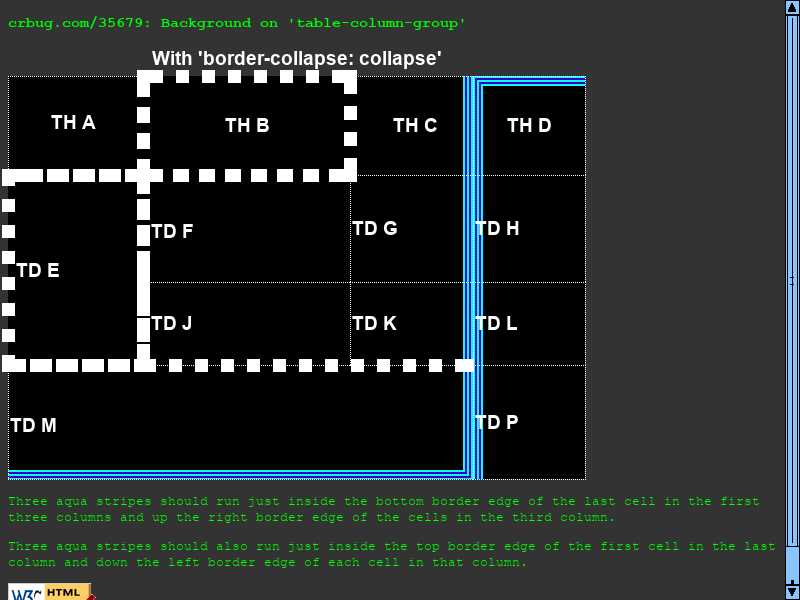 crbug.com/35679: Background on 'table-column-group'
With 'border-collapse: collapse'
TH A
TH B
TH C
TH D
TD E
TD F
TD G
TD H
TD J
TD K
TD L
TD M
TD P
Three aqua stripes should run just inside the bottom border edge of the last cell in the first
three columns and up the right border edge of the cells in the third column.
Three aqua stripes should also run just inside the top border edge of the first cell in the last
column and down the left border edge of each cell in that column.
W3C HTML